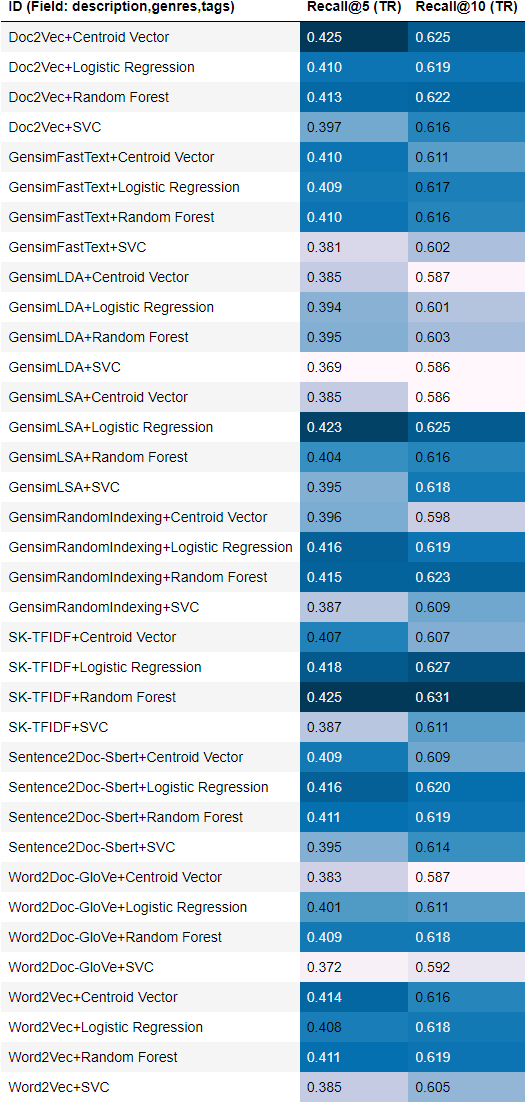 ID (Field: description,genres,tags) Recall@5 (TR) Recall@10 (TR)
Doc2Vec+Centroid Vector 0.425 0.625
Doc2Vec+Logistic Regression 0.410 0.619
Doc2Vec+Random Forest 0.413 0.622
Doc2Vec+SVC 0.397 0.616
GensimFastText+Centroid Vector 0.410 0.611
GensimFastText+Logistic Regression 0.409 0.617
GensimFastText+Random Forest 0.410 0.616
GensimFastText+SVC 0.381 0.602
GensimLDA+Centroid Vector 0.385 0.587
GensimLDA+Logistic Regression 0.394 0.601
GensimLDA+Random Forest 0.395 0.603
GensimLDA+SVC 0.369 0.586
GensimLSA+Centroid Vector 0.385 0.586
GensimLSA+Logistic Regression 0.423 0.625
GensimLSA+Random Forest 0.404 0.616
GensimLSA+SVC 0.395 0.618
GensimRandomIndexing+Centroid Vector 0.396 0.598
GensimRandomIndexing+Logistic Regression 0.416 0.619
GensimRandomIndexing+Random Forest 0.415 0.623
GensimRandomIndexing+SVC 0.387 0.609
SK-TFIDF+Centroid Vector 0.407 0.607
SK-TFIDF+Logistic Regression 0.418 0.627
SK-TFIDF+Random Forest 0.425 0.631
SK-TFIDF+SVC 0.387 0.611
Sentence2Doc-Sbert+Centroid Vector 0.409 0.609
Sentence2Doc-Sbert+Logistic Regression 0.416 0.620
Sentence2Doc-Sbert+Random Forest 0.411 0.619
Sentence2Doc-Sbert+SVC 0.395 0.614
Word2Doc-GloVe+Centroid Vector 0.383 0.587
Word2Doc-GloVe+Logistic Regression 0.401 0.611
Word2Doc-GloVe+Random Forest 0.409 0.618
Word2Doc-GloVe+SVC 0.372 0.592
Word2Vec+Centroid Vector 0.414 0.616
Word2Vec+Logistic Regression 0.408 0.618
Word2Vec+Random Forest 0.411 0.619
Word2Vec+SVC 0.385 0.605